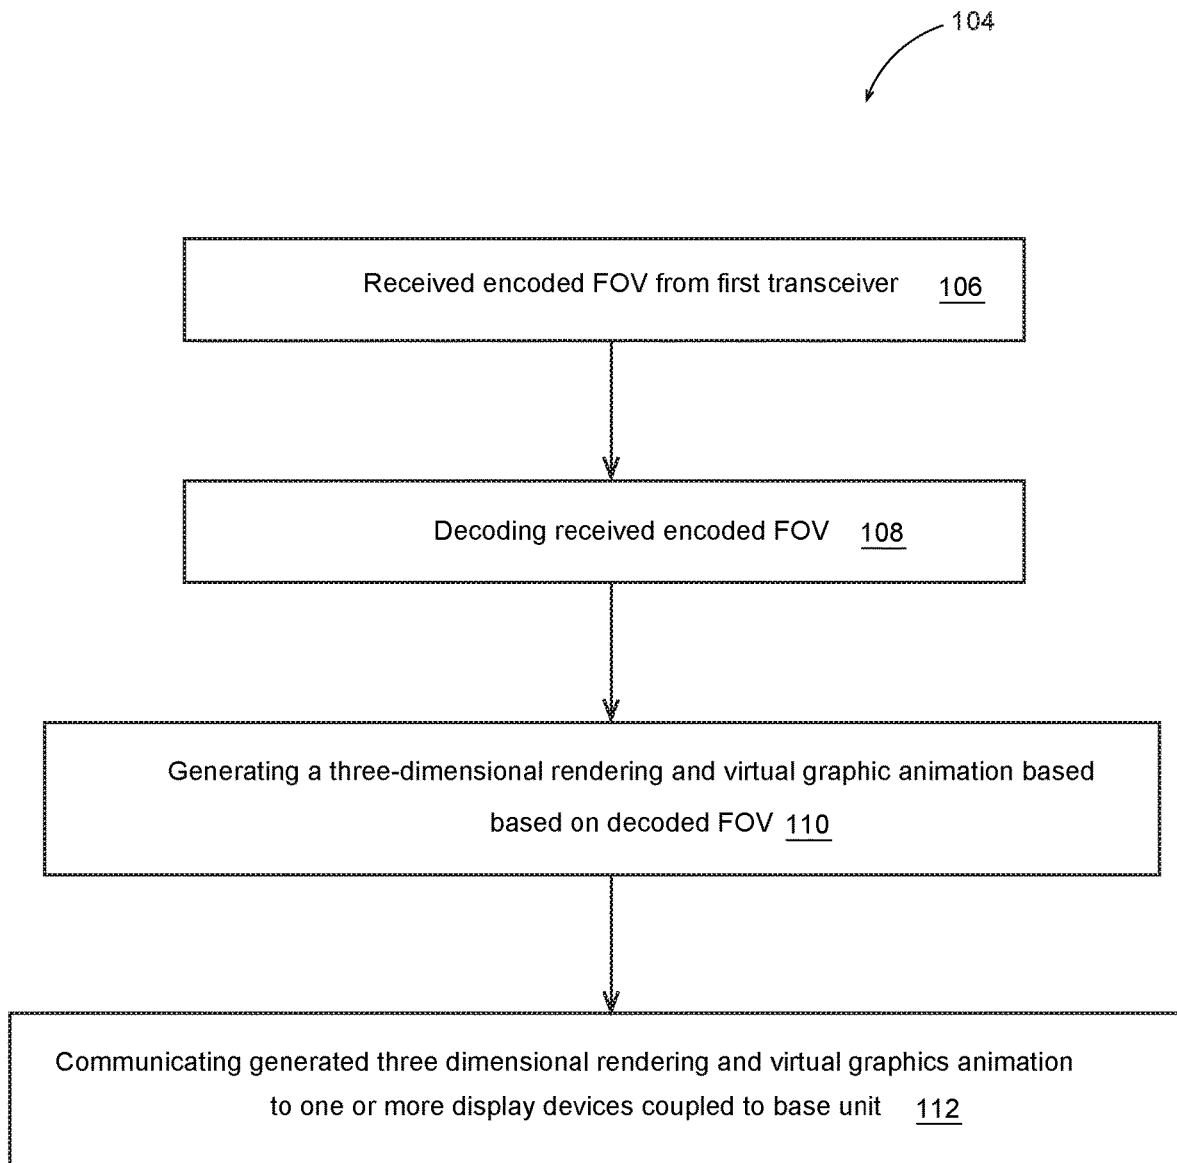 104
Received encoded FOV from first transceiver 106
Decoding received encoded FOV 108
Generating a three-dimensional rendering and virtual graphic animation based
based on decoded FOV 110
Communicating generated three dimensional rendering and virtual graphics animation
to one or more display devices coupled to base unit 112